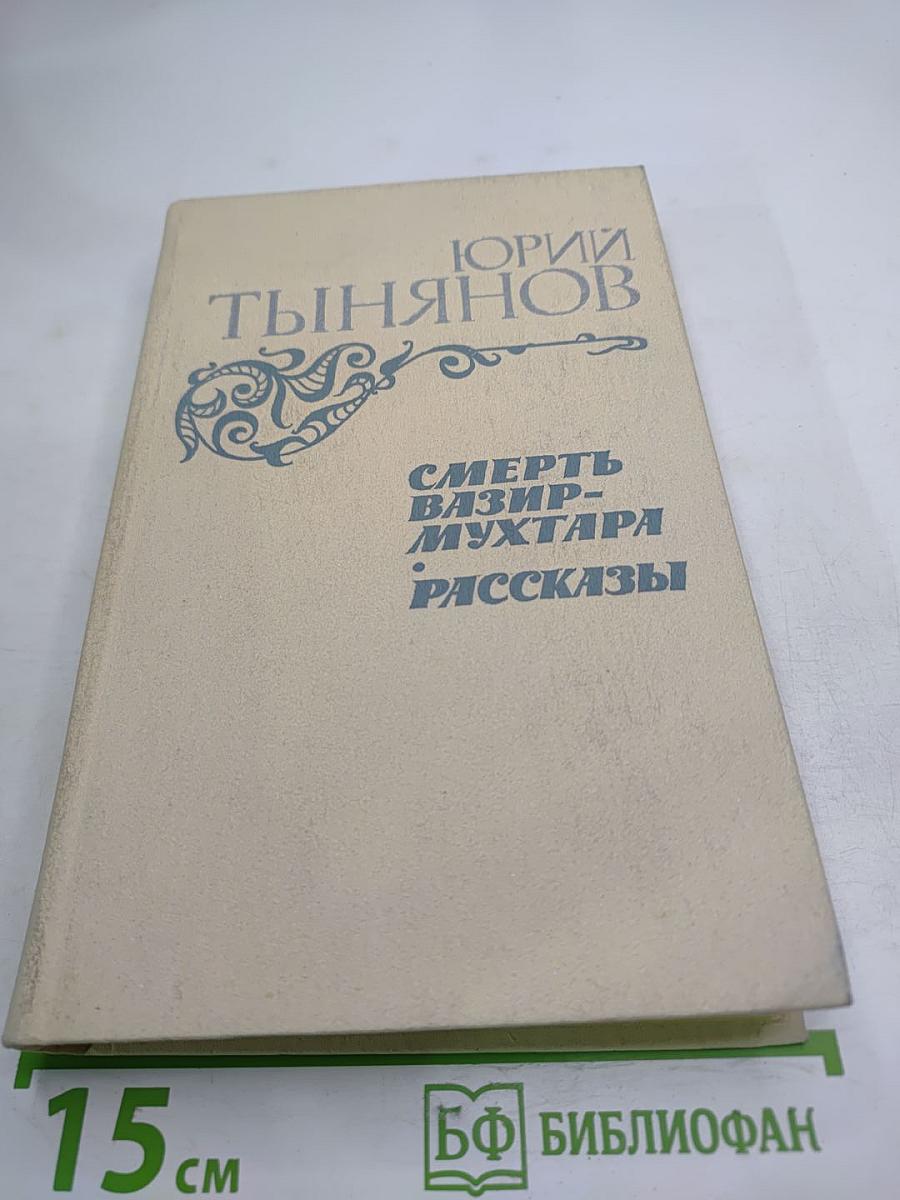 ЮРИЙ
ТЫНЯНОВ
СМЕРТЬ
ВАЗИР-
МУХТАРА
•
РАССКАЗЫ
15 см
БФ БИБЛИОФАН